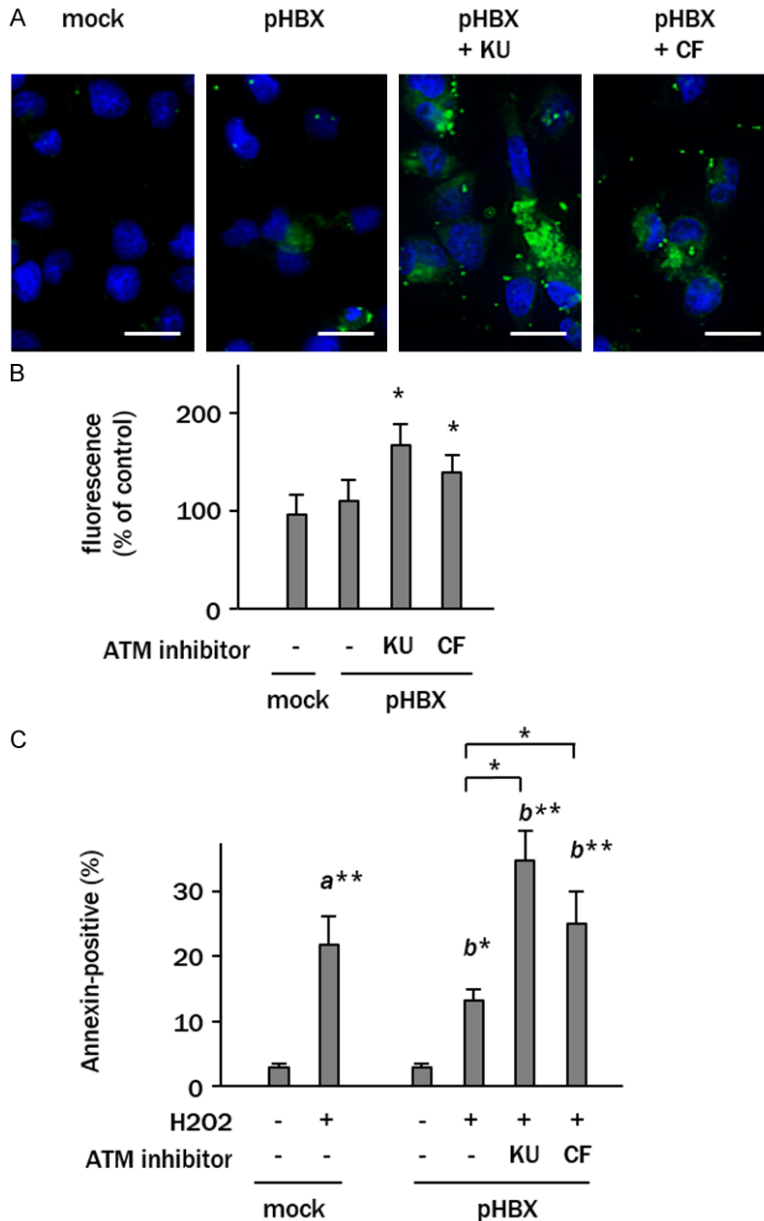 A
mock
pHBX
pHBX
+ KU
pHBX
+ CF
B
fluorescence
(% of control)
200
100
0
*
*
ATM inhibitor - - KU CF
mock pHBX
C
*
*
Annexin-positive (%)
30
20
10
0
a**
b*
b**
b**
H2O2 - + - + + +
ATM inhibitor - - - - KU CF
mock pHBX